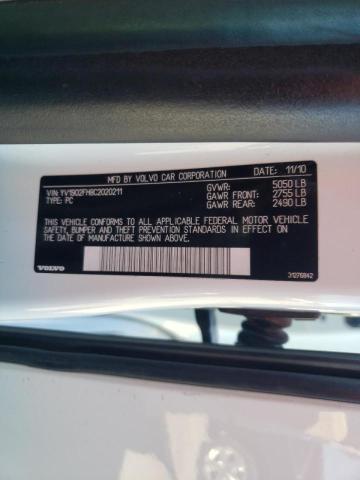 MFD BY VOLVO CAR CORPORATION DATE: 11/10
VIN: YV1902FH8C2020211 GVWR: 5050 LB
TYPE: PC GAWR FRONT: 2755 LB
GAWR REAR: 2490 LB
THIS VEHICLE CONFORMS TO ALL APPLICABLE FEDERAL MOTOR VEHICLE
SAFETY, BUMPER AND THEFT PREVENTION STANDARDS IN EFFECT ON
THE DATE OF MANUFACTURE SHOWN ABOVE.
VOLVO 31276942